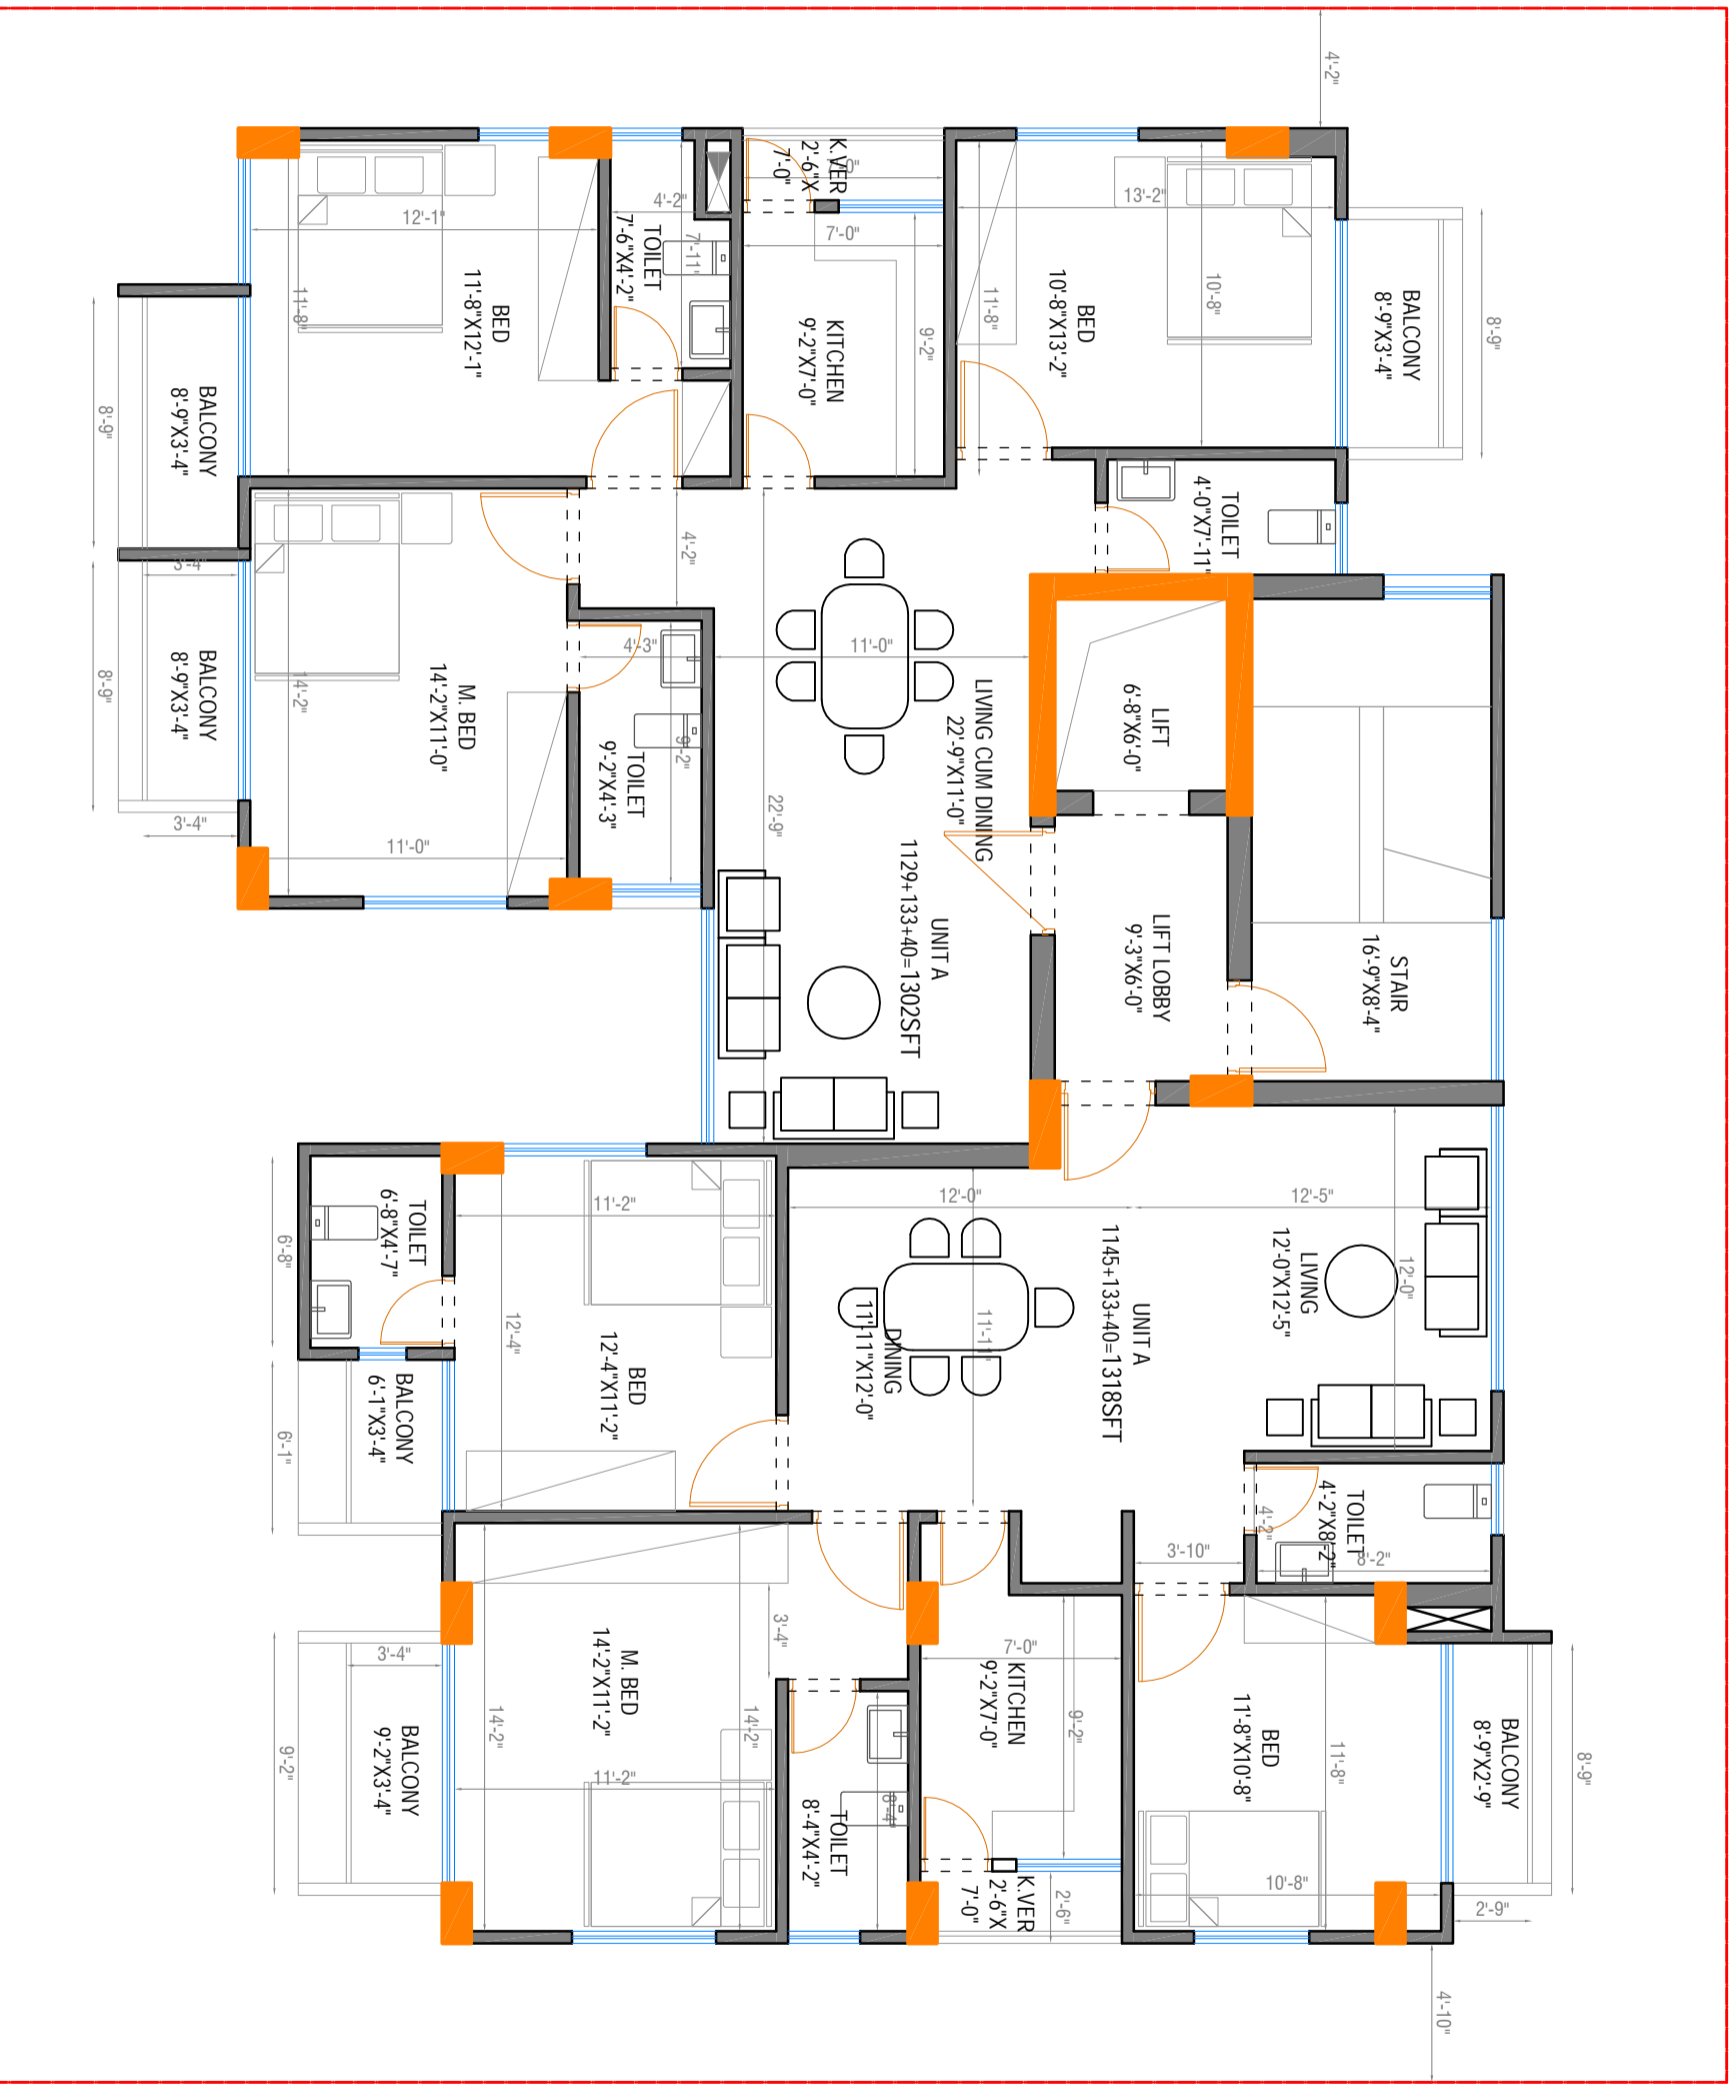 4'-2"
BALCONY
8'-9"X3'-4"
8'-9"
BED
10'-8"X13'-2"
13'-2"
10'-8"
11'-8"
K.VER
2'-6"X
7'-0"
7'-0"
KITCHEN
9'-2"X7'-0"
9'-2"
TOILET
7'-6"X4'-2"
4'-2"
7'-11"
BED
11'-8"X12'-1"
12'-1"
11'-8"
BALCONY
8'-9"X3'-4"
8'-9"
3'-4"
TOILET
4'-0"X7'-11"
4'-2"
M. BED
14'-2"X11'-0"
14'-2"
11'-0"
BALCONY
8'-9"X3'-4"
8'-9"
3'-4"
TOILET
9'-2"X4'-3"
4'-3"
9'-2"
11'-0"
22'-9"
LIVING CUM DINING
22'-9"X11'-0"
UNIT A
1129+133+40=1302SFT
LIFT
6'-8"X6'-0"
LIFT LOBBY
9'-3"X6'-0"
STAIR
16'-9"X8'-4"
LIVING
12'-0"X12'-5"
12'-5"
12'-0"
12'-0"
UNIT A
1145+133+40=1318SFT
DINING
11'-11"X12'-0"
11'-11"
BED
12'-4"X11'-2"
11'-2"
12'-4"
TOILET
6'-8"X4'-7"
6'-8"
BALCONY
6'-1"X3'-4"
6'-1"
TOILET
4'-2"X8'-2"
4'-2"
8'-2"
3'-10"
BED
11'-8"X10'-8"
11'-8"
10'-8"
BALCONY
8'-9"X2'-9"
8'-9"
2'-9"
KITCHEN
9'-2"X7'-0"
7'-0"
9'-2"
K.VER
2'-6"X
7'-0"
2'-6"
TOILET
8'-4"X4'-2"
8'-4"
M. BED
14'-2"X11'-2"
3'-4"
14'-2"
14'-2"
11'-2"
BALCONY
9'-2"X3'-4"
3'-4"
9'-2"
4'-10"